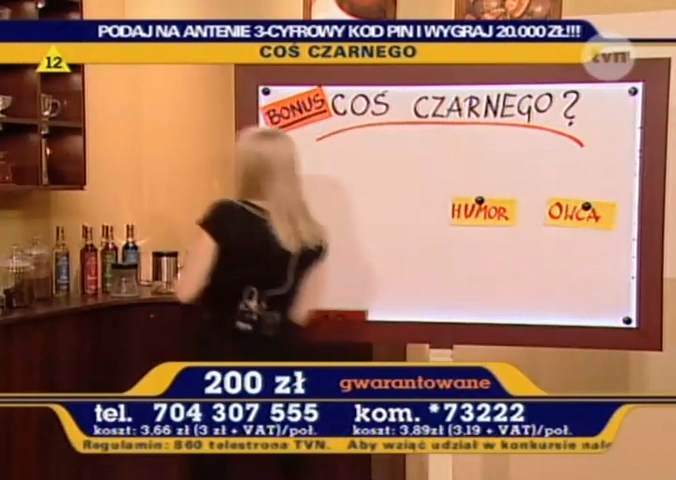 PODAJ NA ANTENIE 3-CYFROWY KOD PIN I WYGRAJ 20.000 ZŁ!!!
COŚ CZARNEGO
tvn
12
BONUS COŚ CZARNEGO?
HUMOR OWCA
200 zł gwarantowane
tel. 704 307 555 kom. *73222
koszt: 3,66 zł (3 zł + VAT)/poł. koszt: 3,89zł (3,19 + VAT)/poł.
Regulamin: 860 telestrona TVN. Aby wziąć udział w konkursie nale